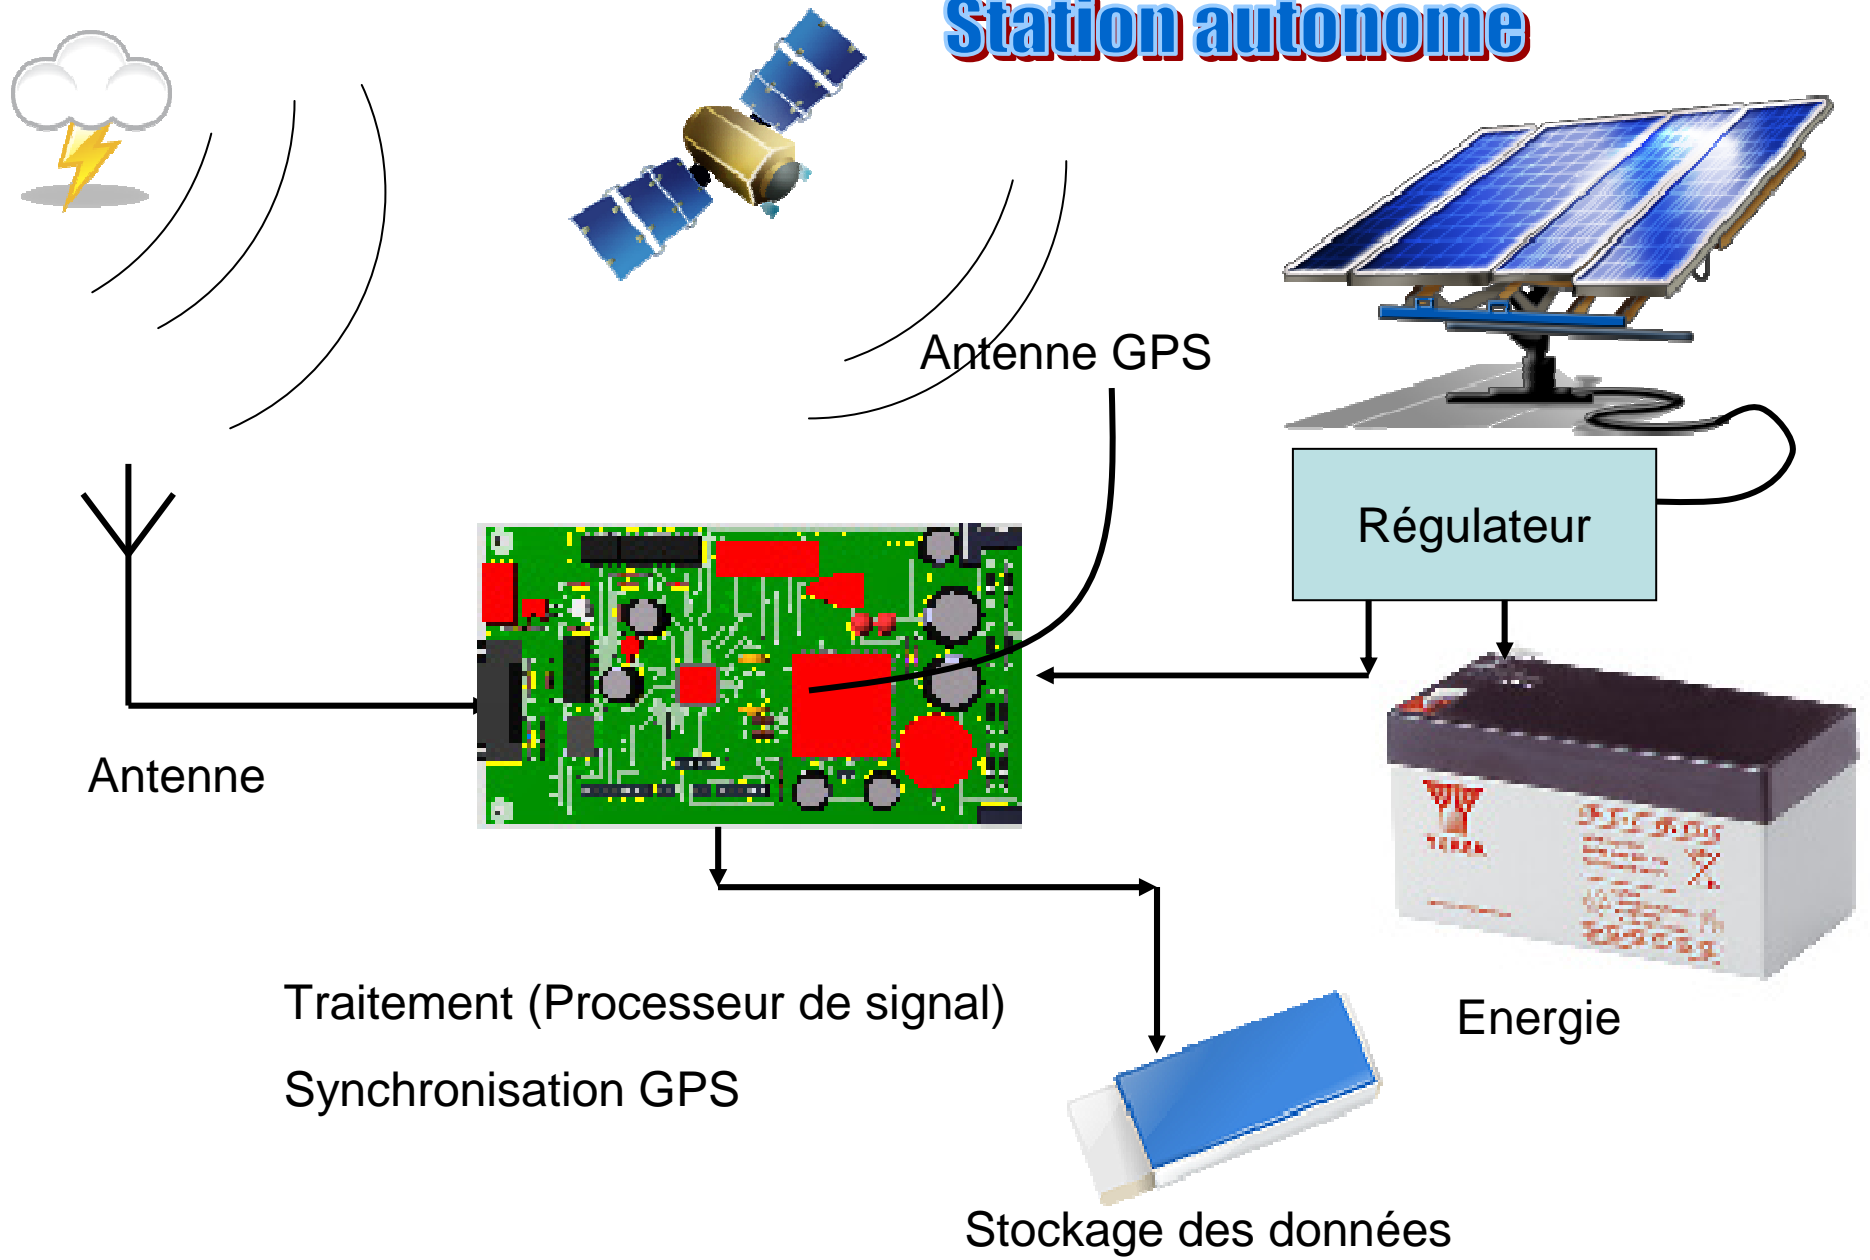 Station autonome
Antenne GPS
Régulateur
Antenne
Traitement (Processeur de signal)
Synchronisation GPS
Energie
Stockage des données